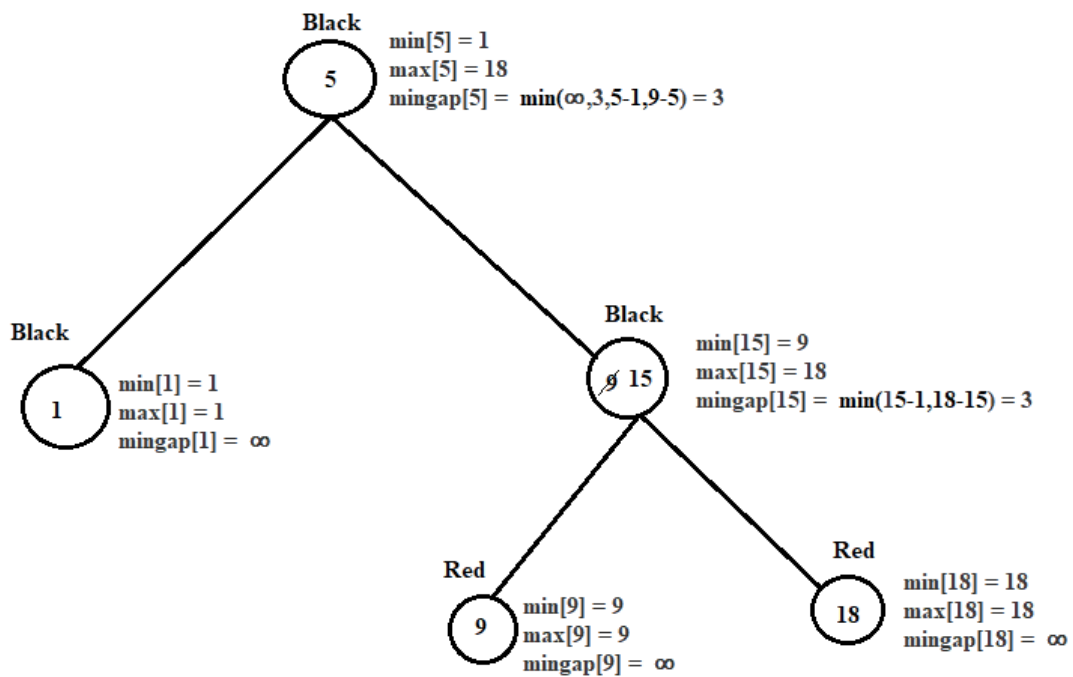 Black
5
min[5] = 1
max[5] = 18
mingap[5] = min(∞,3,5-1,9-5) = 3
Black
1
min[1] = 1
max[1] = 1
mingap[1] = ∞
Black
9 15
min[15] = 9
max[15] = 18
mingap[15] = min(15-1,18-15) = 3
Red
9
min[9] = 9
max[9] = 9
mingap[9] = ∞
Red
18
min[18] = 18
max[18] = 18
mingap[18] = ∞